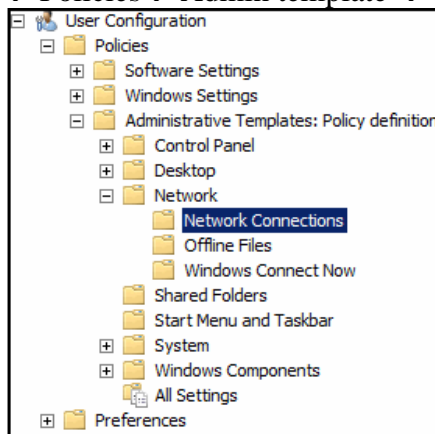 Policies Admin template
User Configuration
Policies
Software Settings
Windows Settings
Administrative Templates: Policy definition
Control Panel
Desktop
Network
Network Connections
Offline Files
Windows Connect Now
Shared Folders
Start Menu and Taskbar
System
Windows Components
All Settings
Preferences